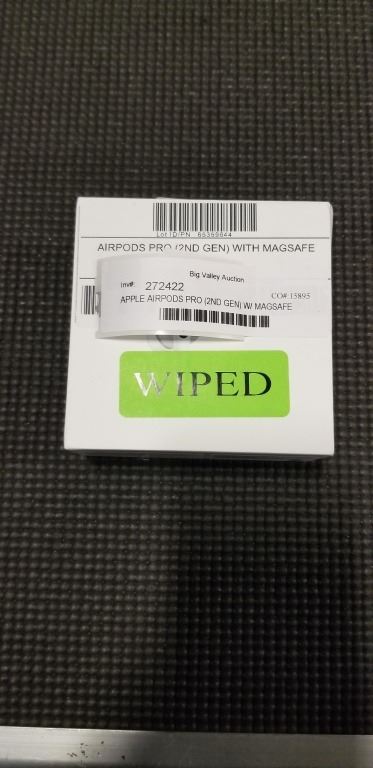 Lot ID/PN : 65359644
AIRPODS PRO (2ND GEN) WITH MAGSAFE
Big Valley Auction
Inv#: 272422
CO#:15895
APPLE AIRPODS PRO (2ND GEN) W/ MAGSAFE
WIPED